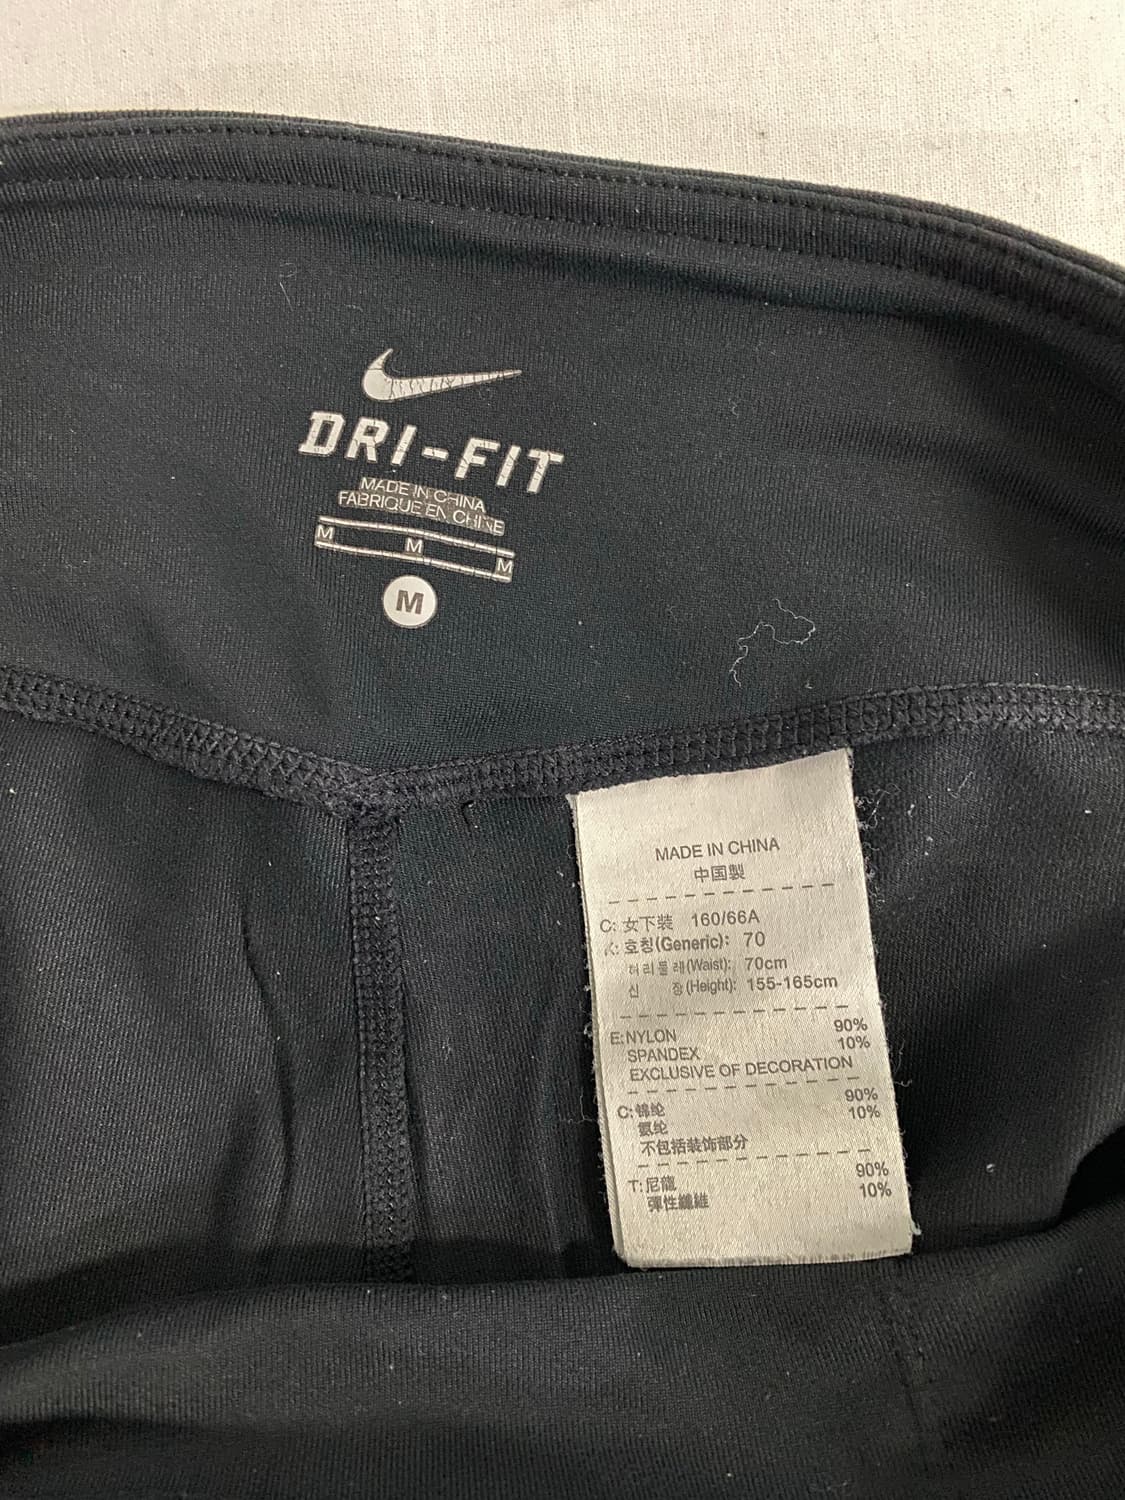 DRI-FIT
MADE IN CHINA
FABRIQUE EN CHINE
M M M
M
MADE IN CHINA
中国製
C: 女下装 160/66A
K: 호칭(Generic): 70
허리둘레(Waist): 70cm
신 장(Height): 155-165cm
E: NYLON 90%
SPANDEX 10%
EXCLUSIVE OF DECORATION
C: 锦纶 90%
氨纶 10%
不包括装饰部分
T: 尼龍 90%
彈性纖維 10%